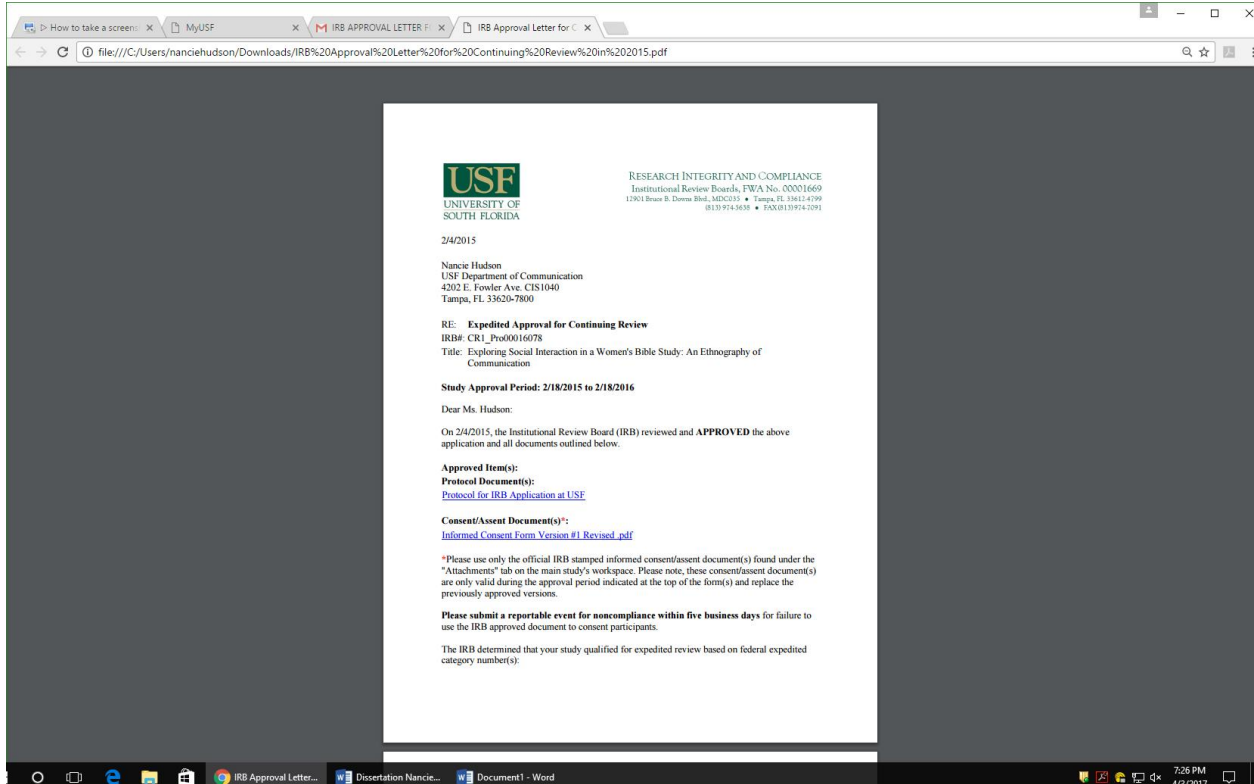 How to take a screens
MyUSF
IRB APPROVAL LETTER F
IRB Approval Letter for C
file:///C:/Users/nanciehudson/Downloads/IRB%20Approval%20Letter%20for%20Continuing%20Review%20in%202015.pdf
USF
UNIVERSITY OF
SOUTH FLORIDA
RESEARCH INTEGRITY AND COMPLIANCE
Institutional Review Boards, FWA No. 00001669
12901 Bruce B. Downs Blvd., MDC035 • Tampa, FL 33612-4799
(813) 974-5638 • FAX (813) 974-7091
2/4/2015
Nancie Hudson
USF Department of Communication
4202 E. Fowler Ave. CIS1040
Tampa, FL 33620-7800
RE: Expedited Approval for Continuing Review
IRB#: CR1_Pro00016078
Title: Exploring Social Interaction in a Women's Bible Study: An Ethnography of
Communication
Study Approval Period: 2/18/2015 to 2/18/2016
Dear Ms. Hudson:
On 2/4/2015, the Institutional Review Board (IRB) reviewed and APPROVED the above
application and all documents outlined below.
Approved Item(s):
Protocol Document(s):
Protocol for IRB Application at USF
Consent/Assent Document(s)*:
Informed Consent Form Version #1 Revised .pdf
*Please use only the official IRB stamped informed consent/assent document(s) found under the
"Attachments" tab on the main study's workspace. Please note, these consent/assent document(s)
are only valid during the approval period indicated at the top of the form(s) and replace the
previously approved versions.
Please submit a reportable event for noncompliance within five business days for failure to
use the IRB approved document to consent participants.
The IRB determined that your study qualified for expedited review based on federal expedited
category number(s):
IRB Approval Letter...
Dissertation Nancie...
Document1 - Word
7:26 PM